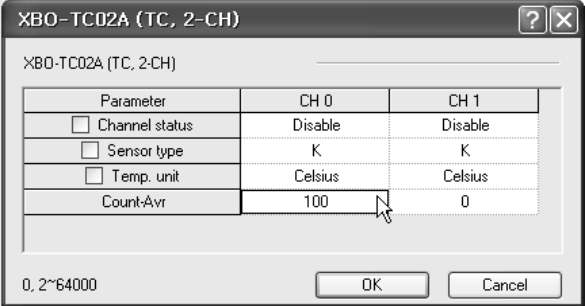 XBO-TC02A (TC, 2-CH)
XBO-TC02A (TC, 2-CH)
Parameter CH 0 CH 1
Channel status Disable Disable
Sensor type K K
Temp. unit Celsius Celsius
Count-Avr 100 0
0, 2~64000 OK Cancel